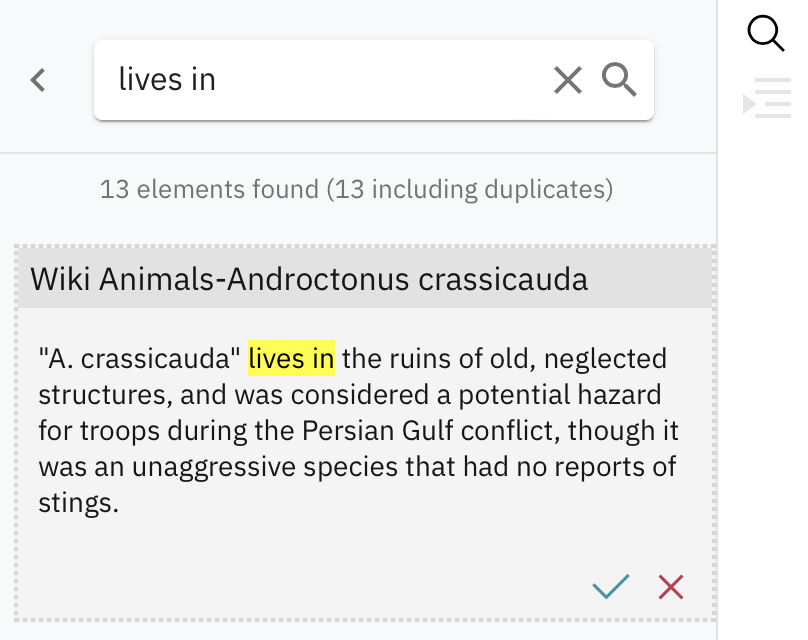 lives in
13 elements found (13 including duplicates)
Wiki Animals-Androctonus crassicauda
"A. crassicauda" lives in the ruins of old, neglected
structures, and was considered a potential hazard
for troops during the Persian Gulf conflict, though it
was an unaggressive species that had no reports of
stings.